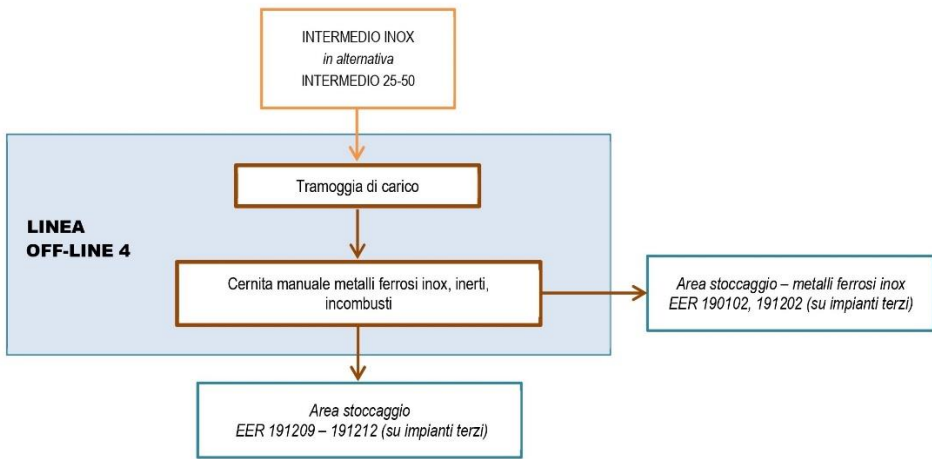 INTERMEDIO INOX
in alternativa
INTERMEDIO 25-50
Tramoggia di carico
LINEA
OFF-LINE 4
Cernita manuale metalli ferrosi inox, inerti,
incombusti
Area stoccaggio – metalli ferrosi inox
EER 190102, 191202 (su impianti terzi)
Area stoccaggio
EER 191209 – 191212 (su impianti terzi)